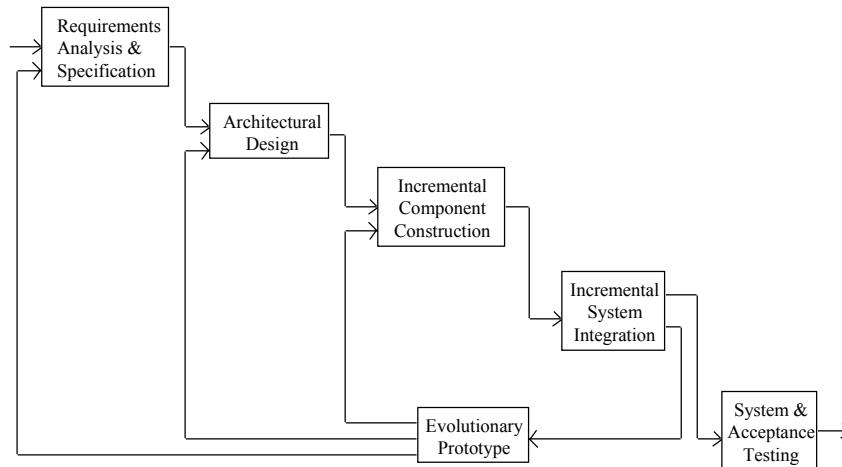 Requirements
Analysis &
Specification
Architectural
Design
Incremental
Component
Construction
Incremental
System
Integration
Evolutionary
Prototype
System &
Acceptance
Testing